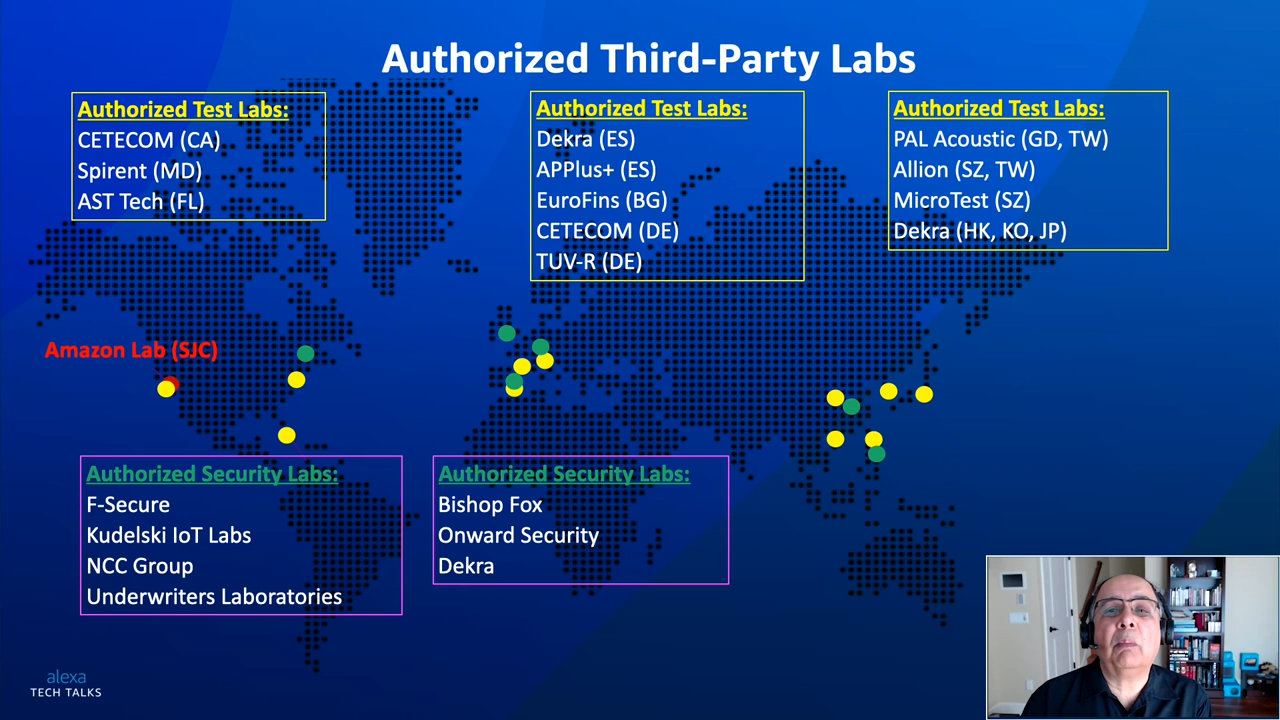 Authorized Third-Party Labs
Authorized Test Labs:
CETECOM (CA)
Spirent (MD)
AST Tech (FL)
Authorized Test Labs:
Dekra (ES)
APPlus+ (ES)
EuroFins (BG)
CETECOM (DE)
TUV-R (DE)
Authorized Test Labs:
PAL Acoustic (GD, TW)
Allion (SZ, TW)
MicroTest (SZ)
Dekra (HK, KO, JP)
Amazon Lab (SJC)
Authorized Security Labs:
F-Secure
Kudelski IoT Labs
NCC Group
Underwriters Laboratories
Authorized Security Labs:
Bishop Fox
Onward Security
Dekra
alexa
TECH TALKS